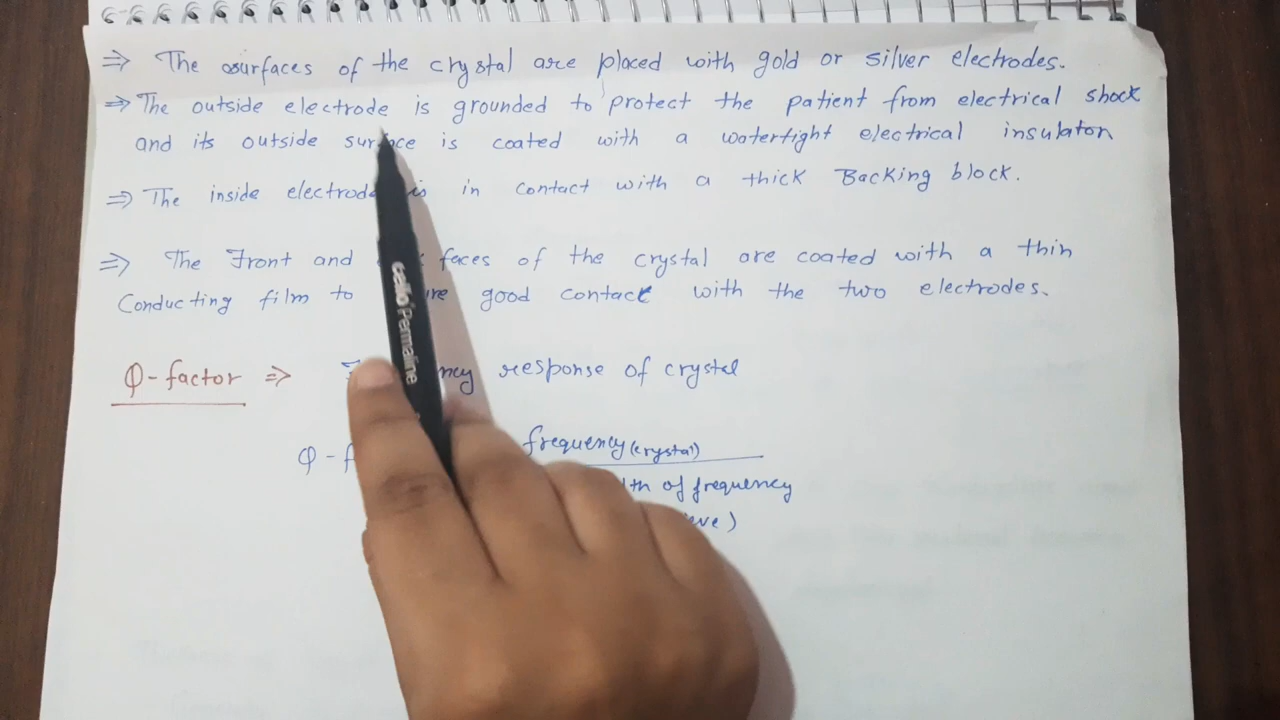 ⇒ The surfaces of the crystal are placed with gold or silver electrodes.
⇒ The outside electrode is grounded to protect the patient from electrical shock
and its outside surface is coated with a watertight electrical insulator
⇒ The inside electrode is in contact with a thick Backing block.
⇒ The Front and faces of the crystal are coated with a thin
Conducting film to good contact with the two electrodes.
Q-factor ⇒ response of crystal
Q - frequency (crystal)
of frequency
cello Permaline